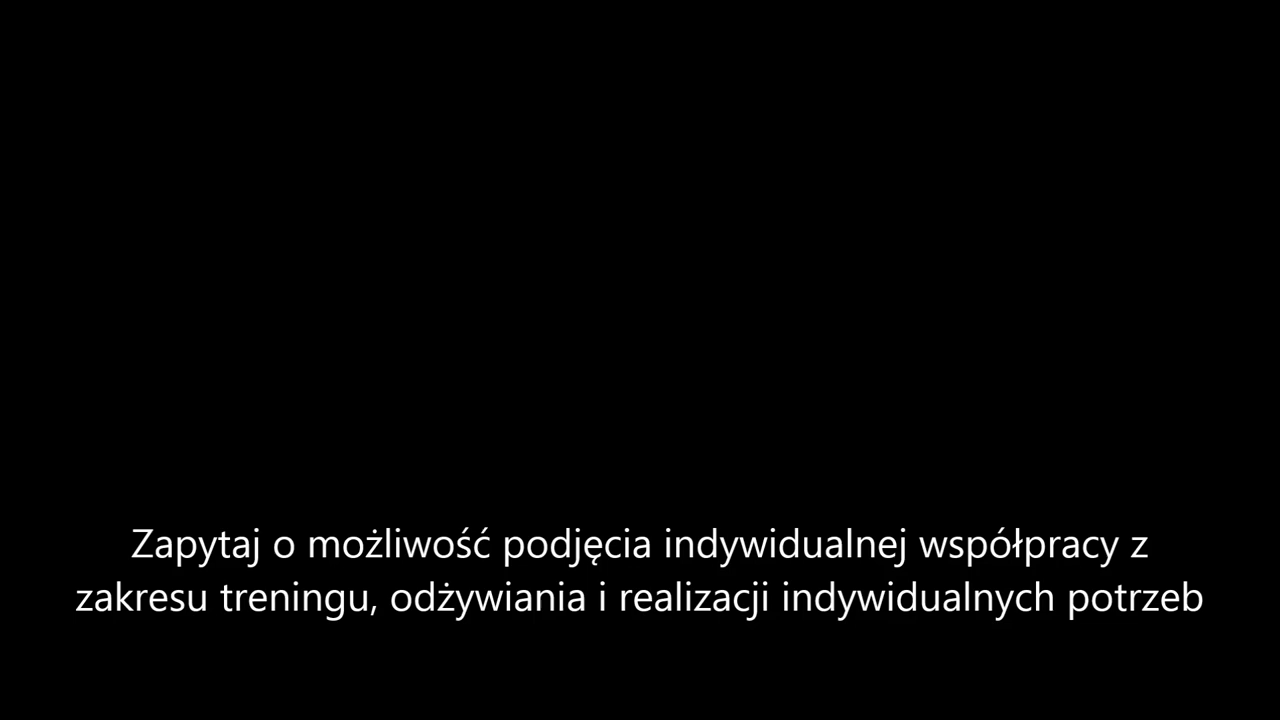 Zapytaj o możliwość podjęcia indywidualnej współpracy z
zakresu treningu, odżywiania i realizacji indywidualnych potrzeb